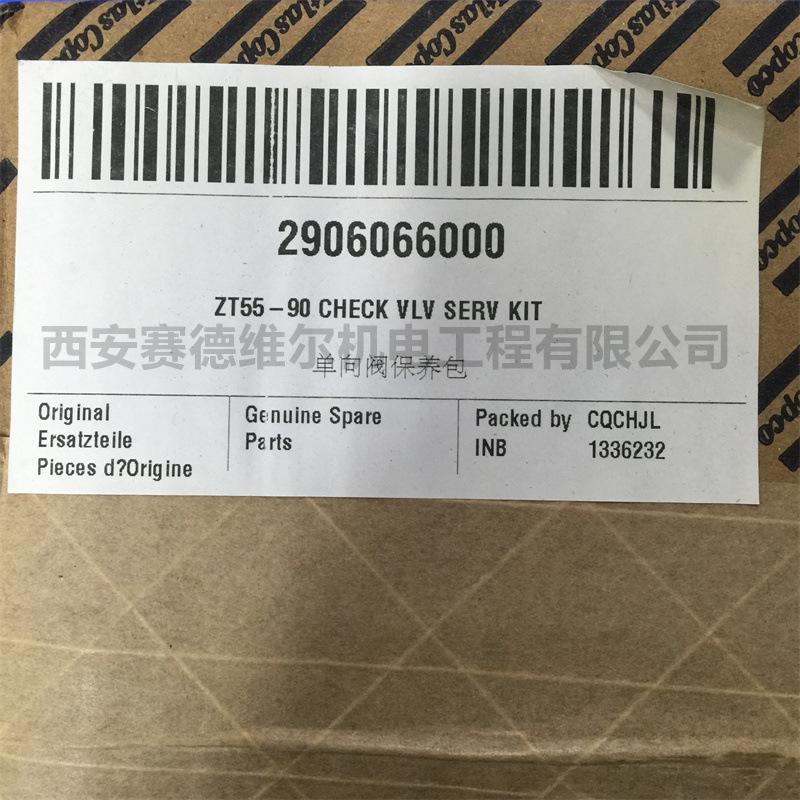 Atlas Copco
2906066000
ZT55-90 CHECK VLV SERV KIT
西安赛德维尔机电工程有限公司
单向阀保养包
Original
Ersatzteile
Pieces d?Origine
Genuine Spare
Parts
Packed by CQCHJL
INB 1336232